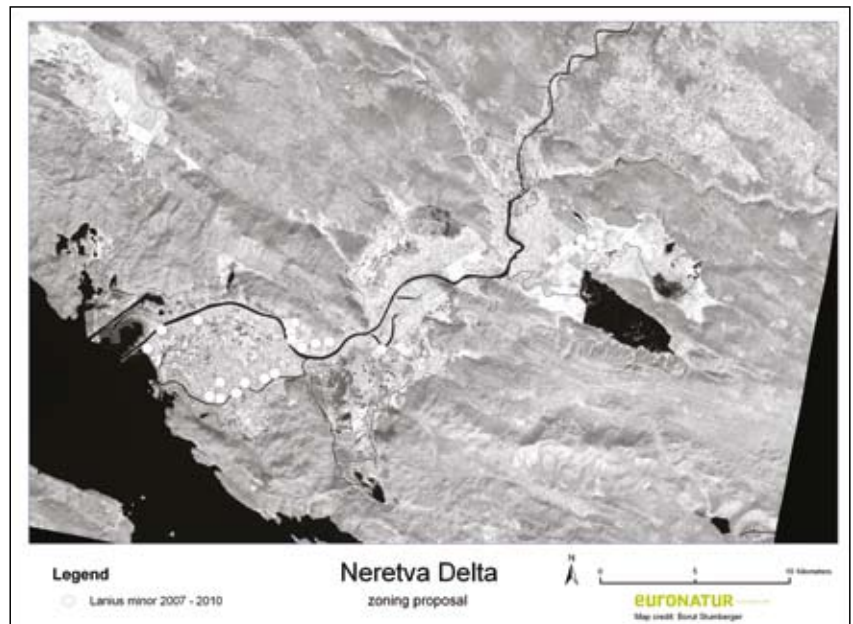 Legend
Lanius minor 2007 - 2010
Neretva Delta
zoning proposal
N
0 5 10 Kilometers
euronatur
Map credit: Borut Stumberger